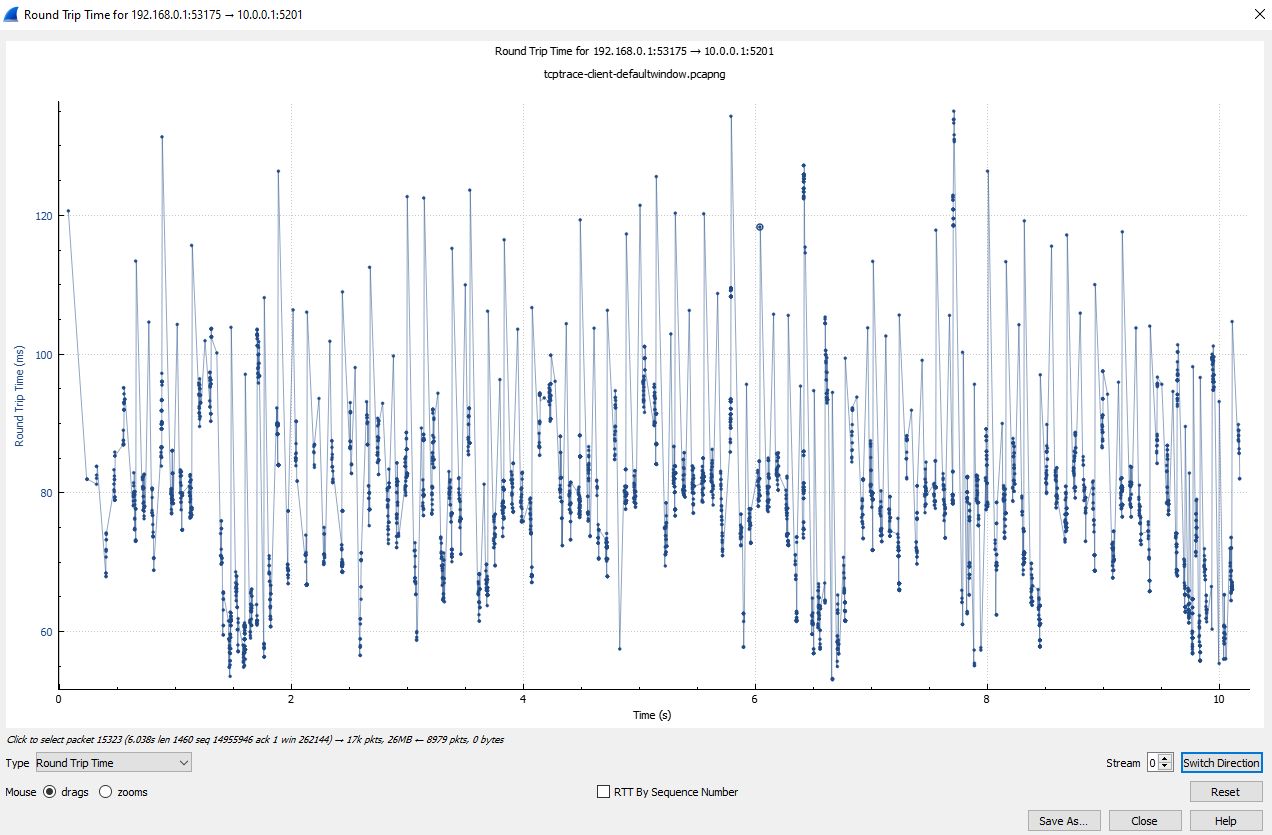 Round Trip Time for 192.168.0.1:53175 → 10.0.0.1:5201
Round Trip Time for 192.168.0.1:53175 → 10.0.0.1:5201
tcptrace-client-defaultwindow.pcapng
Round Trip Time (ms)
120
100
80
60
0 2 4 6 8 10
Time (s)
Click to select packet 15323 (6.038s len 1460 seq 14955946 ack 1 win 262144) → 17k pkts, 26MB ← 8979 pkts, 0 bytes
Type Round Trip Time Stream 0 Switch Direction
Mouse drags zooms RTT By Sequence Number Reset
Save As... Close Help